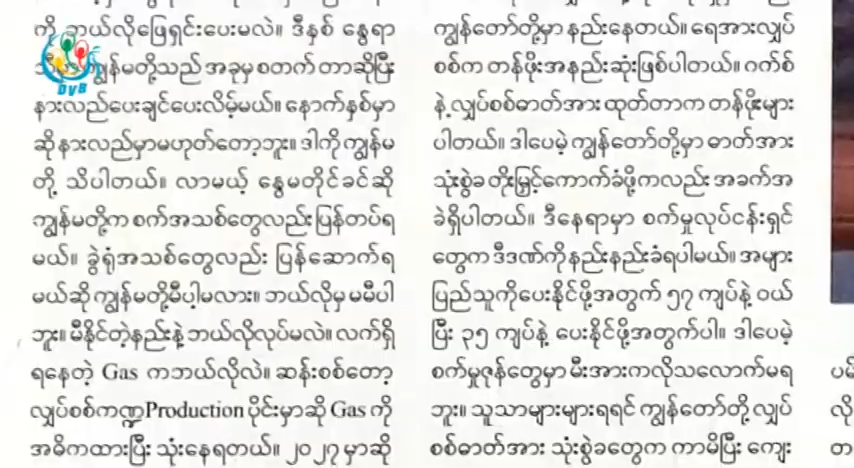 ကို ဘယ်လိုဖြေရှင်းပေးမလဲ။ ဒီနှစ် နွေရာ
ကျွန်မတို့သည် အခုမှ စတက် တာဆိုပြီး
နားလည်ပေးချင်ပေးလိမ့်မယ်။ နောက်နှစ်မှာ
ဆို နားလည်မှာမဟုတ်တော့ဘူး။ ဒါကို ကျွန်မ
တို့ သိပါတယ်။ လာမယ့် နွေမတိုင်ခင်ဆို
ကျွန်မတို့က စက်အသစ်တွေလည်း ပြန်တပ်ရ
မယ်။ ခွဲရုံအသစ်တွေလည်း ပြန်ဆောက်ရ
မယ်ဆို ကျွန်မတို့မီပါ့မလား။ ဘယ်လိုမှ မမီပါ
ဘူး။ မီနိုင်တဲ့နည်းနဲ့ ဘယ်လိုလုပ်မလဲ။ လက်ရှိ
ရနေတဲ့ Gas ကဘယ်လိုလဲ။ ဆန်းစစ်တော့
လျှပ်စစ်ကဏ္ဍ Production ပိုင်းမှာဆို Gas ကို
အဓိကထားပြီး သုံးနေရတယ်။ ၂၀၂၇ မှာဆို
ကျွန်တော်တို့မှာ နည်းနေတယ်။ ရေအားလျှပ်
စစ်က တန်ဖိုးအနည်းဆုံးဖြစ်ပါတယ်။ ဂက်စ်
နဲ့ လျှပ်စစ်ဓာတ်အား ထုတ်တာက တန်ဖိုးများ
ပါတယ်။ ဒါပေမဲ့ ကျွန်တော်တို့မှာ ဓာတ်အား
သုံးစွဲခ တိုးမြှင့်ကောက်ခံဖို့ကလည်း အခက်အ
ခဲရှိပါတယ်။ ဒီနေရာမှာ စက်မှုလုပ်ငန်းရှင်
တွေက ဒီဒဏ်ကို နည်းနည်းခံရပါမယ်။ အများ
ပြည်သူကိုပေးနိုင်ဖို့အတွက် ၅၇ ကျပ်နဲ့ ဝယ်
ပြီး ၃၅ ကျပ်နဲ့ ပေးနိုင်ဖို့အတွက်ပါ။ ဒါပေမဲ့
စက်မှုဇုန်တွေမှာ မီးအားကလိုသလောက်မရ
ဘူး။ သူသာများများရရင် ကျွန်တော်တို့ လျှပ်
စစ်ဓာတ်အား သုံးစွဲခတွေက ကာမိပြီး ကျေး
ပမ်
လို
တ
DVB